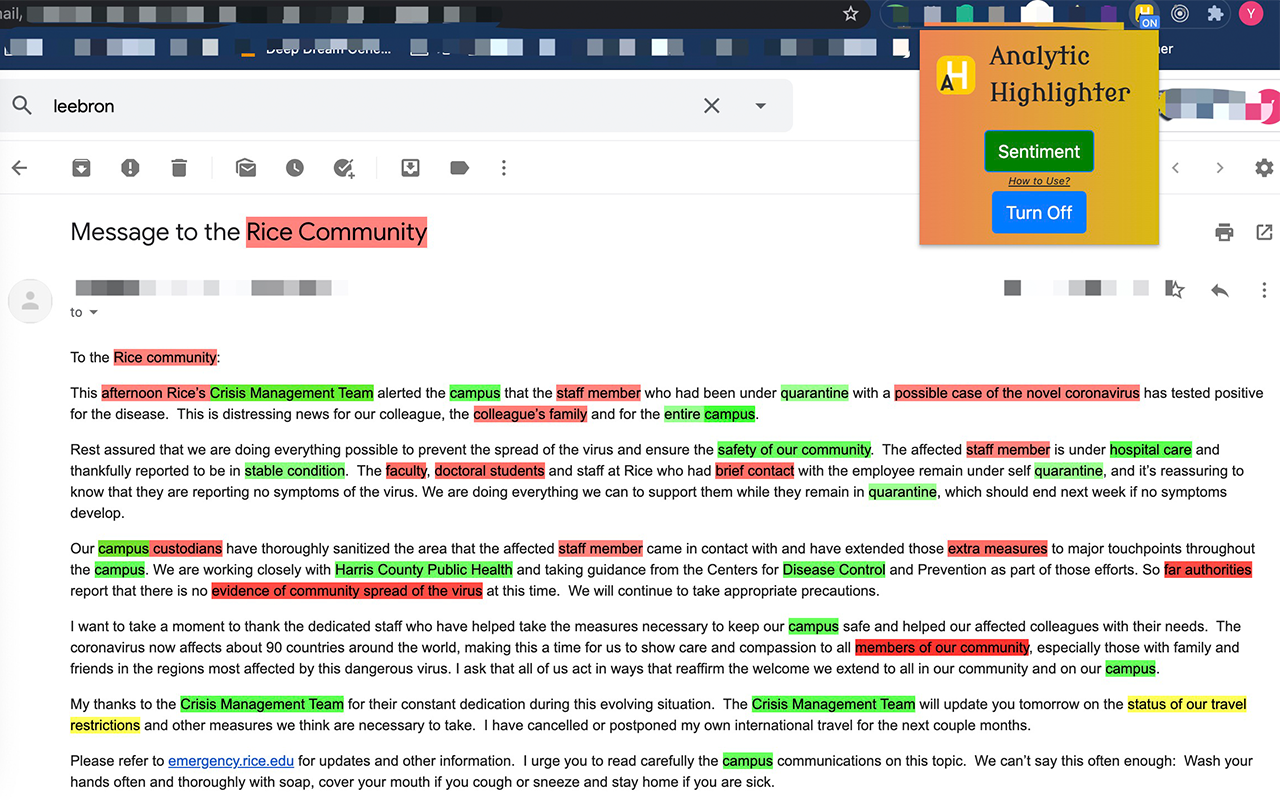 mail,
ON
Y
Deep Dream Gene...
Analytic
Highlighter
leebron
Sentiment
How to Use?
Turn Off
Message to the Rice Community
to
To the Rice community:
This afternoon Rice's Crisis Management Team alerted the campus that the staff member who had been under quarantine with a possible case of the novel coronavirus has tested positive
for the disease.  This is distressing news for our colleague, the colleague's family and for the entire campus.
Rest assured that we are doing everything possible to prevent the spread of the virus and ensure the safety of our community.  The affected staff member is under hospital care and
thankfully reported to be in stable condition.  The faculty, doctoral students and staff at Rice who had brief contact with the employee remain under self quarantine, and it's reassuring to
know that they are reporting no symptoms of the virus. We are doing everything we can to support them while they remain in quarantine, which should end next week if no symptoms
develop.
Our campus custodians have thoroughly sanitized the area that the affected staff member came in contact with and have extended those extra measures to major touchpoints throughout
the campus. We are working closely with Harris County Public Health and taking guidance from the Centers for Disease Control and Prevention as part of those efforts. So far authorities
report that there is no evidence of community spread of the virus at this time.  We will continue to take appropriate precautions.
I want to take a moment to thank the dedicated staff who have helped take the measures necessary to keep our campus safe and helped our affected colleagues with their needs.  The
coronavirus now affects about 90 countries around the world, making this a time for us to show care and compassion to all members of our community, especially those with family and
friends in the regions most affected by this dangerous virus. I ask that all of us act in ways that reaffirm the welcome we extend to all in our community and on our campus.
My thanks to the Crisis Management Team for their constant dedication during this evolving situation.  The Crisis Management Team will update you tomorrow on the status of our travel
restrictions and other measures we think are necessary to take.  I have cancelled or postponed my own international travel for the next couple months.
Please refer to emergency.rice.edu for updates and other information.  I urge you to read carefully the campus communications on this topic.  We can't say this often enough:  Wash your
hands often and thoroughly with soap, cover your mouth if you cough or sneeze and stay home if you are sick.